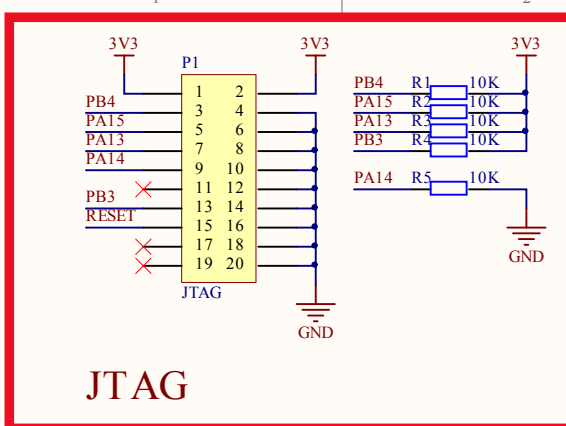 2
3V3 3V3 3V3
P1
1 2
PB4 3 4
PA15 5 6
PA13 7 8
PA14 9 10
11 12
PB3 13 14
RESET 15 16
17 18
19 20
JTAG
GND
PB4 R1 10K
PA15 R2 10K
PA13 R3 10K
PB3 R4 10K
PA14 R5 10K
GND
JTAG